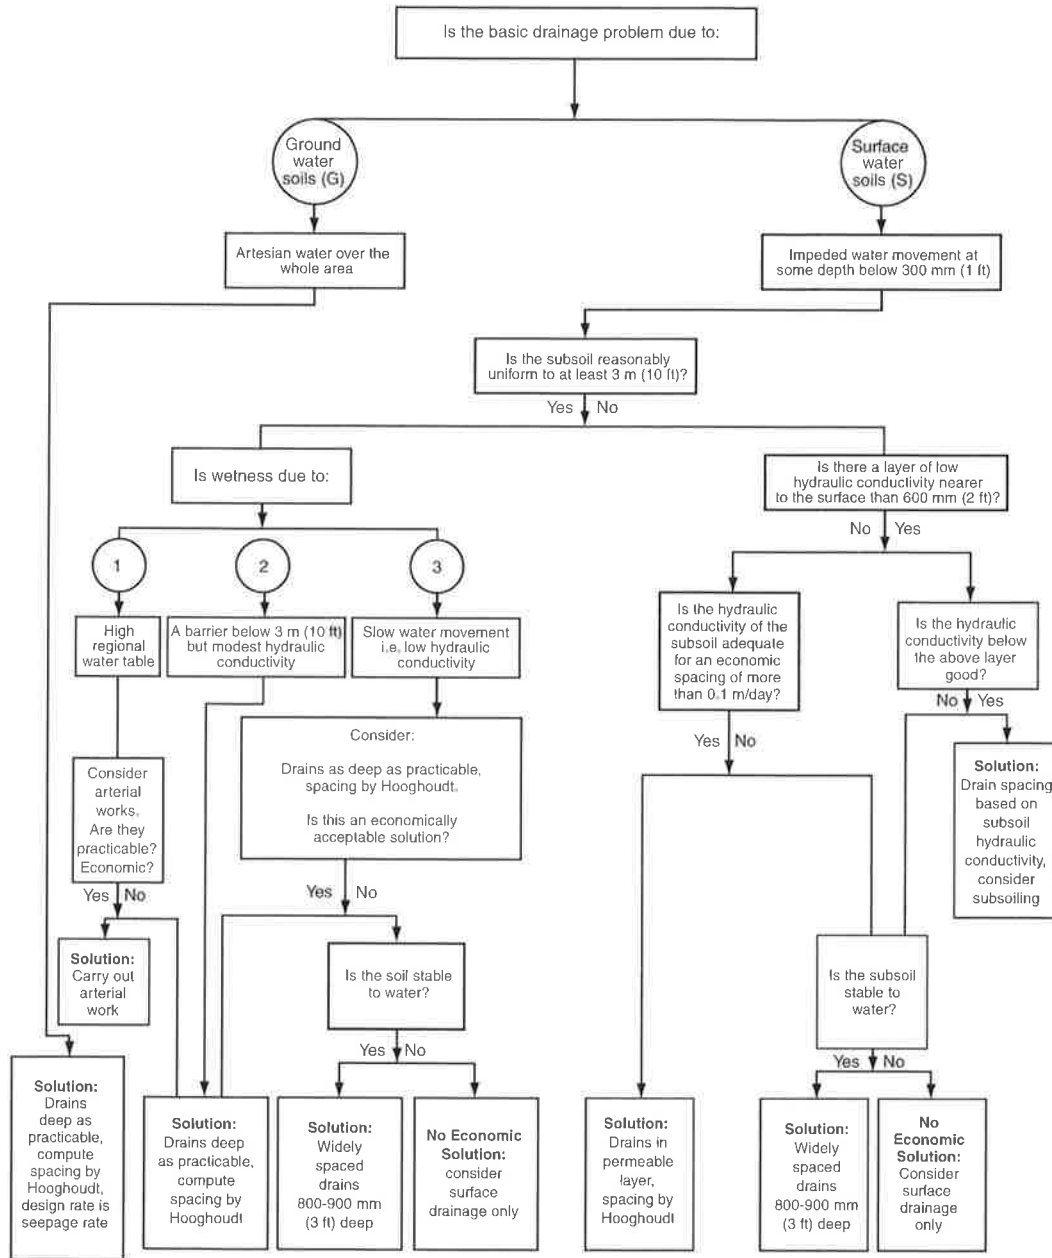 Is the basic drainage problem due to:
Ground
water
soils (G)
Surface
water
soils (S)
Artesian water over the
whole area
Impeded water movement at
some depth below 300 mm (1 ft)
Is the subsoil reasonably
uniform to at least 3 m (10 ft)?
Yes No
Is wetness due to:
Is there a layer of low
hydraulic conductivity nearer
to the surface than 600 mm (2 ft)?
No Yes
1
2
3
High
regional
water table
A barrier below 3 m (10 ft)
but modest hydraulic
conductivity
Slow water movement
i.e. low hydraulic
conductivity
Is the hydraulic
conductivity of the
subsoil adequate
for an economic
spacing of more
than 0.1 m/day?
Is the hydraulic
conductivity below
the above layer
good?
No Yes
Consider:
Drains as deep as practicable,
spacing by Hooghoudt.
Is this an economically
acceptable solution?
Yes No
Consider
arterial
works.
Are they
practicable?
Economic?
Yes No
Solution:
Drain spacing
based on
subsoil
hydraulic
conductivity,
consider
subsoiling
Yes No
Solution:
Carry out
arterial
work
Is the soil stable
to water?
Yes No
Is the subsoil
stable to
water?
Yes No
Solution:
Drains
deep as
practicable,
compute
spacing by
Hooghoudt,
design rate is
seepage rate
Solution:
Drains deep
as practicable,
compute
spacing by
Hooghoudt
Solution:
Widely
spaced
drains
800-900 mm
(3 ft) deep
No Economic
Solution:
consider
surface
drainage only
Solution:
Drains in
permeable
layer,
spacing by
Hooghoudt
Solution:
Widely
spaced
drains
800-900 mm
(3 ft) deep
No
Economic
Solution:
Consider
surface
drainage
only